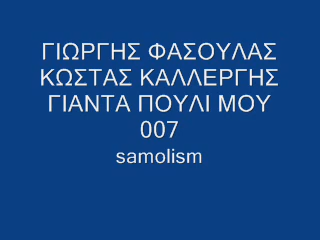 ΓΙΩΡΓΗΣ ΦΑΣΟΥΛΑΣ
ΚΩΣΤΑΣ ΚΑΛΛΕΡΓΗΣ
ΓΙΑΝΤΑ ΠΟΥΛΙ ΜΟΥ
007
samolism